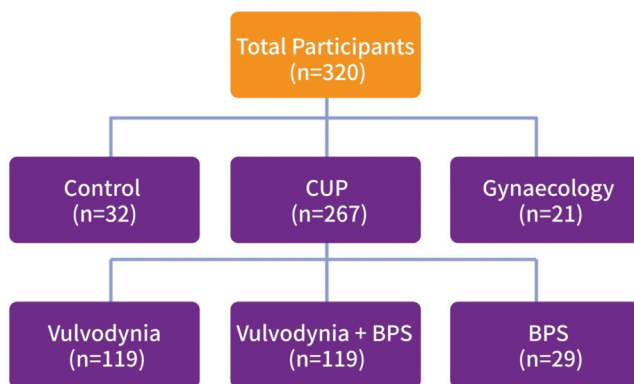 Total Participants
(n=320)
Control
(n=32)
CUP
(n=267)
Gynaecology
(n=21)
Vulvodynia
(n=119)
Vulvodynia + BPS
(n=119)
BPS
(n=29)